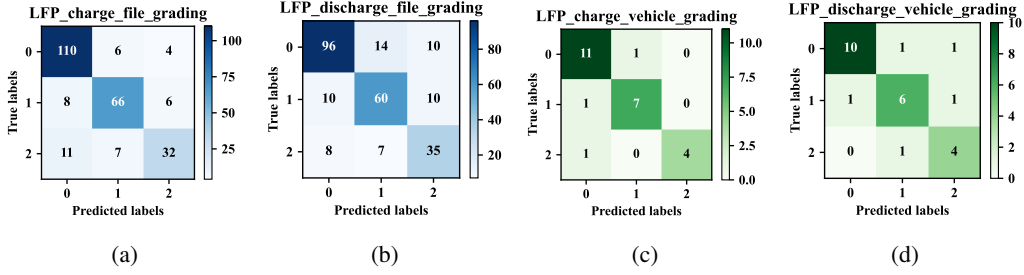 LFP_charge_file_grading
0 110 6 4
1 8 66 6
2 11 7 32
0 1 2
Predicted labels
True labels
100
75
50
25
(a)
LFP_discharge_file_grading
0 96 14 10
1 10 60 10
2 8 7 35
0 1 2
Predicted labels
True labels
80
60
40
20
(b)
LFP_charge_vehicle_grading
0 11 1 0
1 1 7 0
2 1 0 4
0 1 2
Predicted labels
True labels
10.0
7.5
5.0
2.5
0.0
(c)
LFP_discharge_vehicle_grading
0 10 1 1
1 1 6 1
2 0 1 4
0 1 2
Predicted labels
True labels
10
8
6
4
2
0
(d)